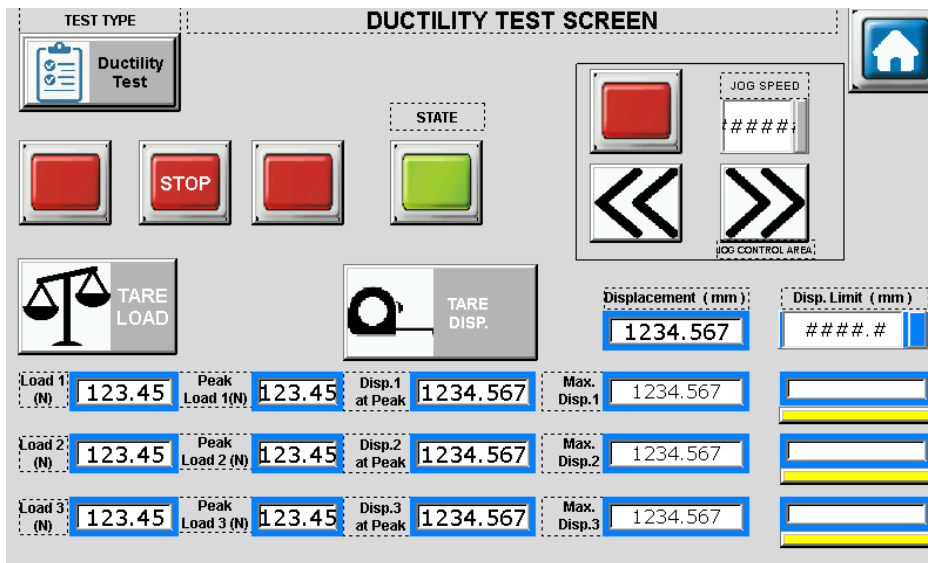 TEST TYPE
DUCTILITY TEST SCREEN
Ductility
Test
JOG SPEED
#####
STATE
STOP
JOG CONTROL AREA
TARE
LOAD
TARE
DISP.
Displacement (mm)
Disp. Limit (mm)
1234.567
####.#
Load 1
(N)
123.45
Peak
Load 1(N)
123.45
Disp.1
at Peak
1234.567
Max.
Disp.1
1234.567
Load 2
(N)
123.45
Peak
Load 2 (N)
123.45
Disp.2
at Peak
1234.567
Max.
Disp.2
1234.567
Load 3
(N)
123.45
Peak
Load 3 (N)
123.45
Disp.3
at Peak
1234.567
Max.
Disp.3
1234.567